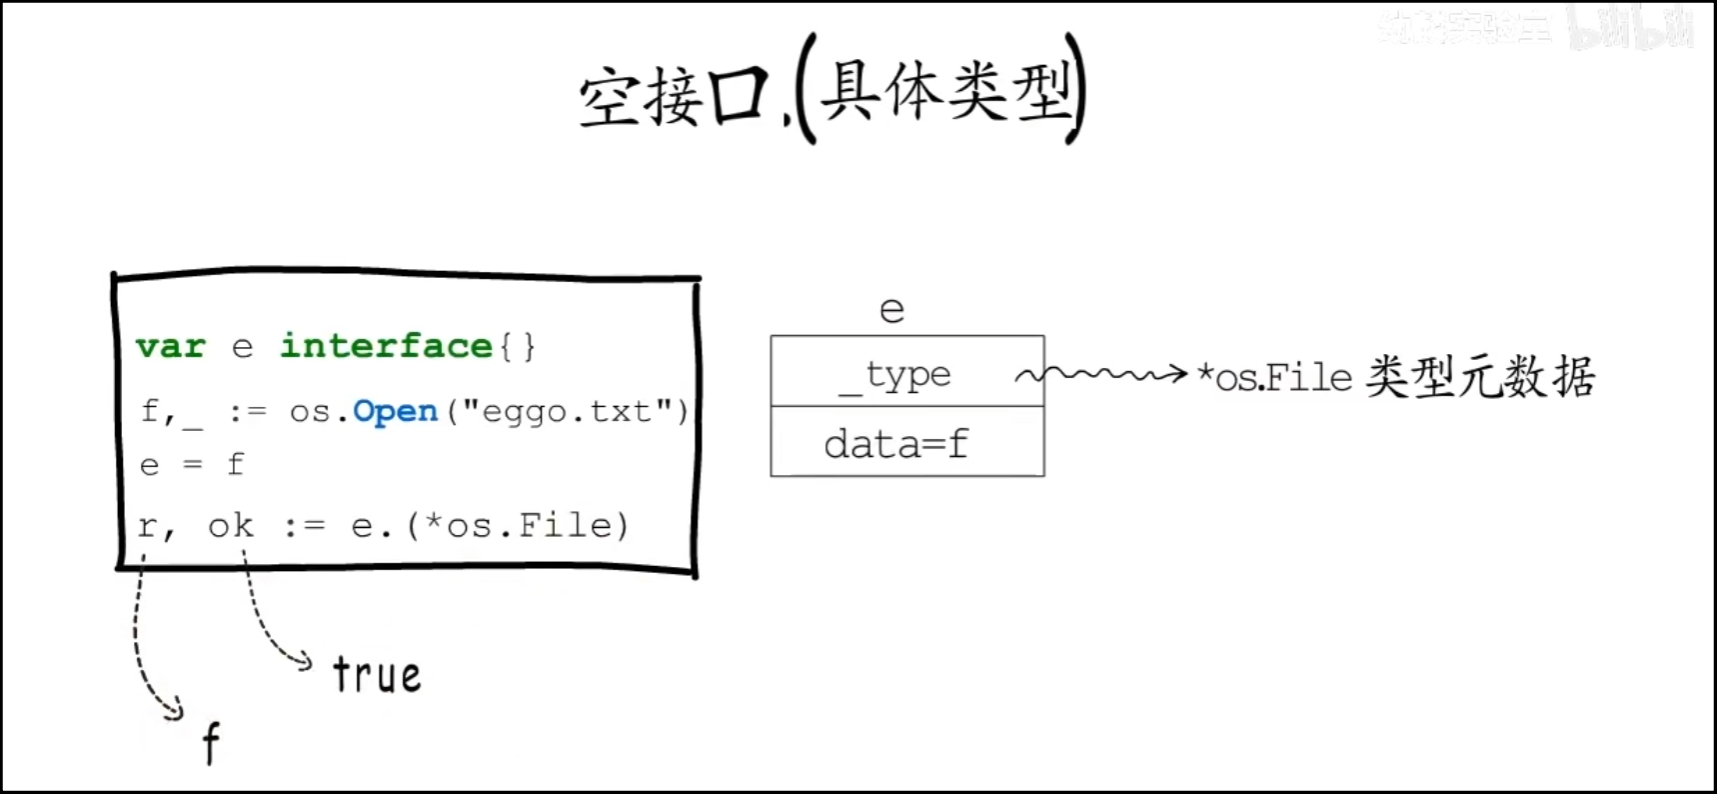 空接口.(具体类型)
var e interface{}
f,_ := os.Open("eggo.txt")
e = f
r, ok := e.(*os.File)
true
f
e
_type
*os.File 类型元数据
data=f
bilibili